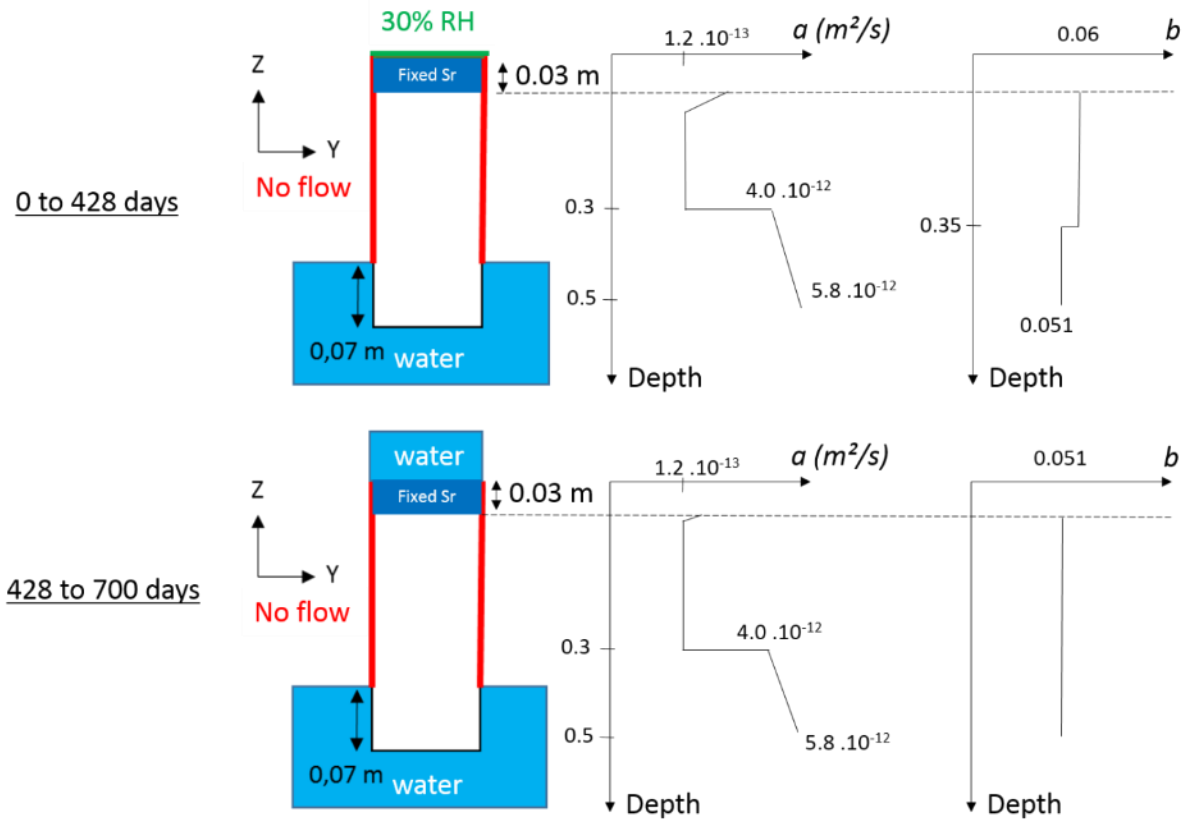 30% RH
Z
Fixed Sr
0.03 m
Y
No flow
0 to 428 days
0,07 m
water
1.2 .10⁻¹³
a (m²/s)
0.3
4.0 .10⁻¹²
0.5
5.8 .10⁻¹²
Depth
0.06
b
0.35
0.051
Depth
water
Z
Fixed Sr
0.03 m
Y
No flow
428 to 700 days
0,07 m
water
1.2 .10⁻¹³
a (m²/s)
0.3
4.0 .10⁻¹²
0.5
5.8 .10⁻¹²
Depth
0.051
b
Depth